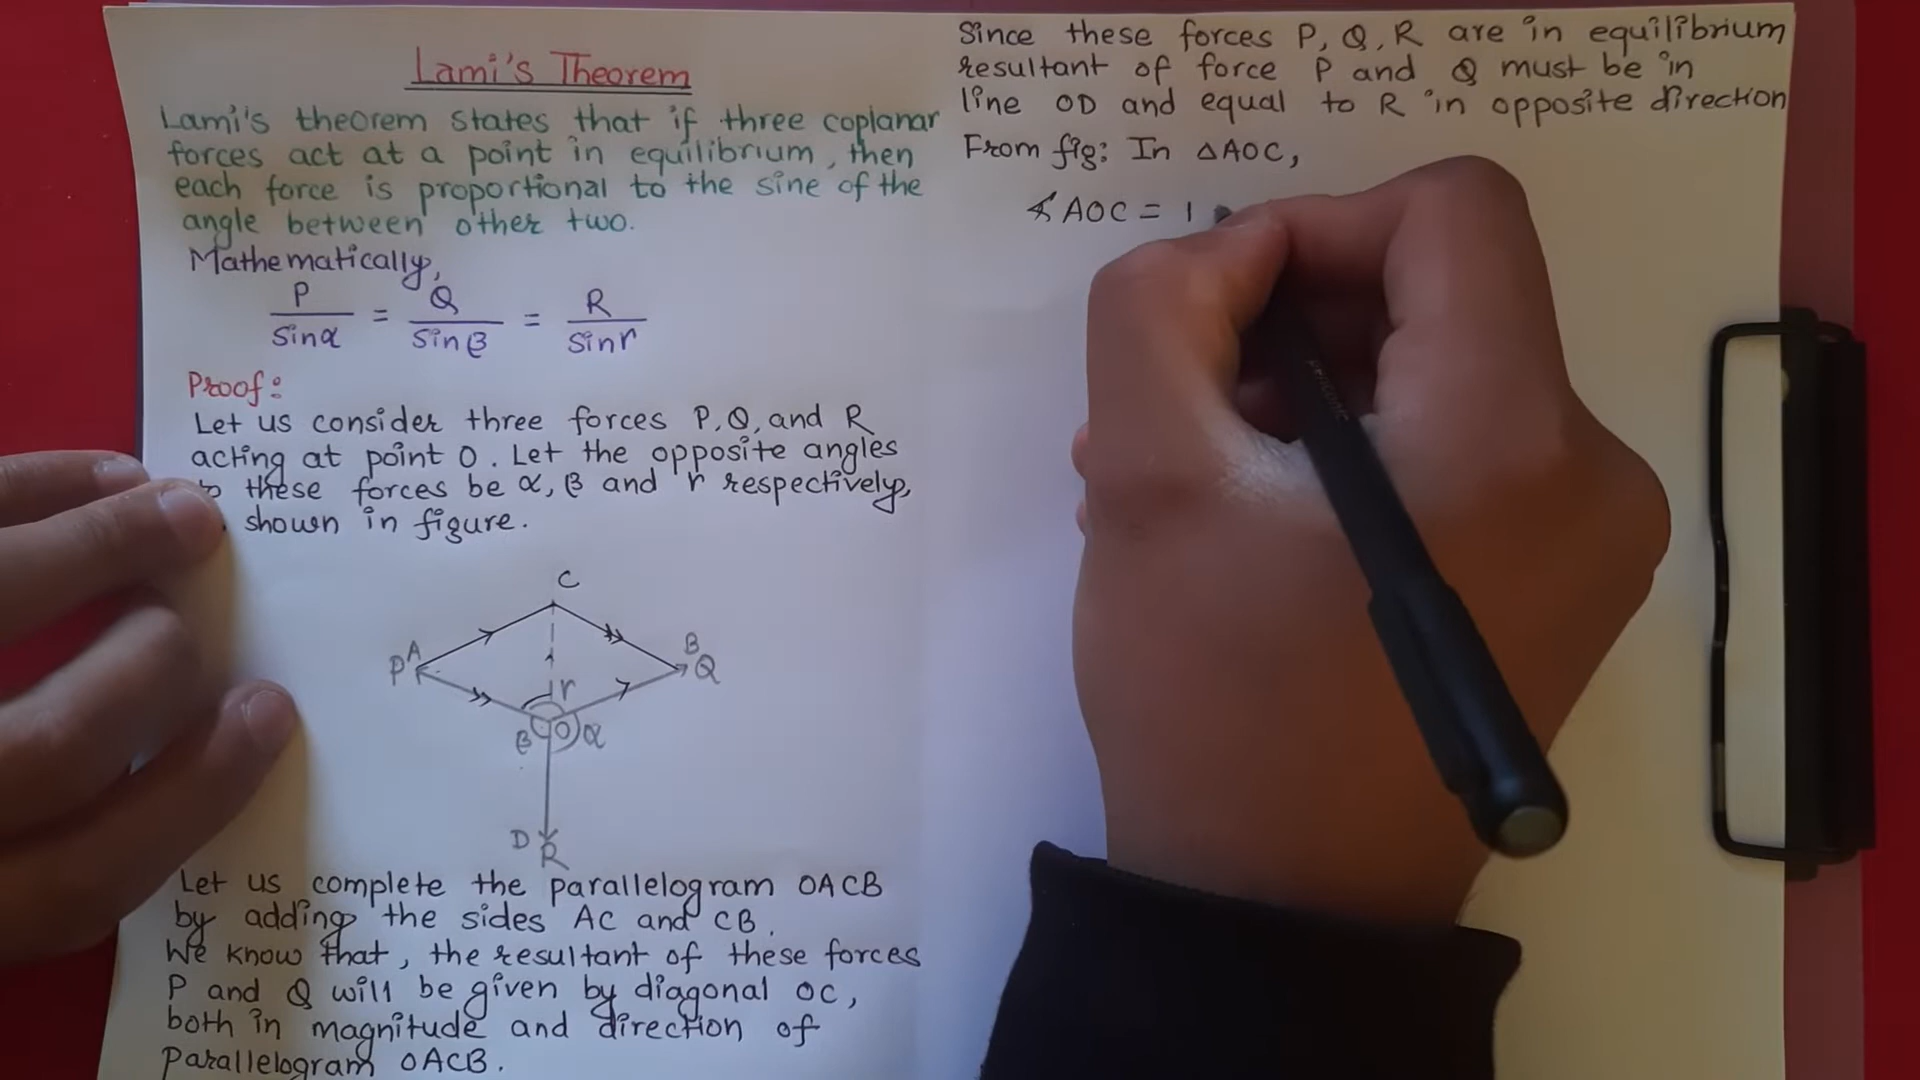 Lami's Theorem
Lami's theorem states that if three coplanar
forces act at a point in equilibrium, then
each force is proportional to the sine of the
angle between other two.
Mathematically,
P/sinα = Q/sinβ = R/sinr
Proof:
Let us consider three forces P, Q, and R
acting at point O. Let the opposite angles
these forces be α, β and r respectively,
shown in figure.
C
P A
B
Q
r
β O α
D
R
Let us complete the parallelogram OACB
by adding the sides AC and CB.
We know that, the resultant of these forces
P and Q will be given by diagonal OC,
both in magnitude and direction of
parallelogram OACB.
Since these forces P, Q, R are in equilibrium
resultant of force P and Q must be in
line OD and equal to R in opposite direction
From fig: In ΔAOC,
∡AOC = 1